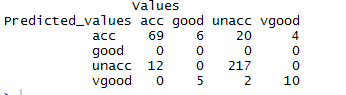 Values
Predicted_values acc good unacc vgood
acc 69 6 20 4
good 0 0 0 0
unacc 12 0 217 0
vgood 0 5 2 10
>